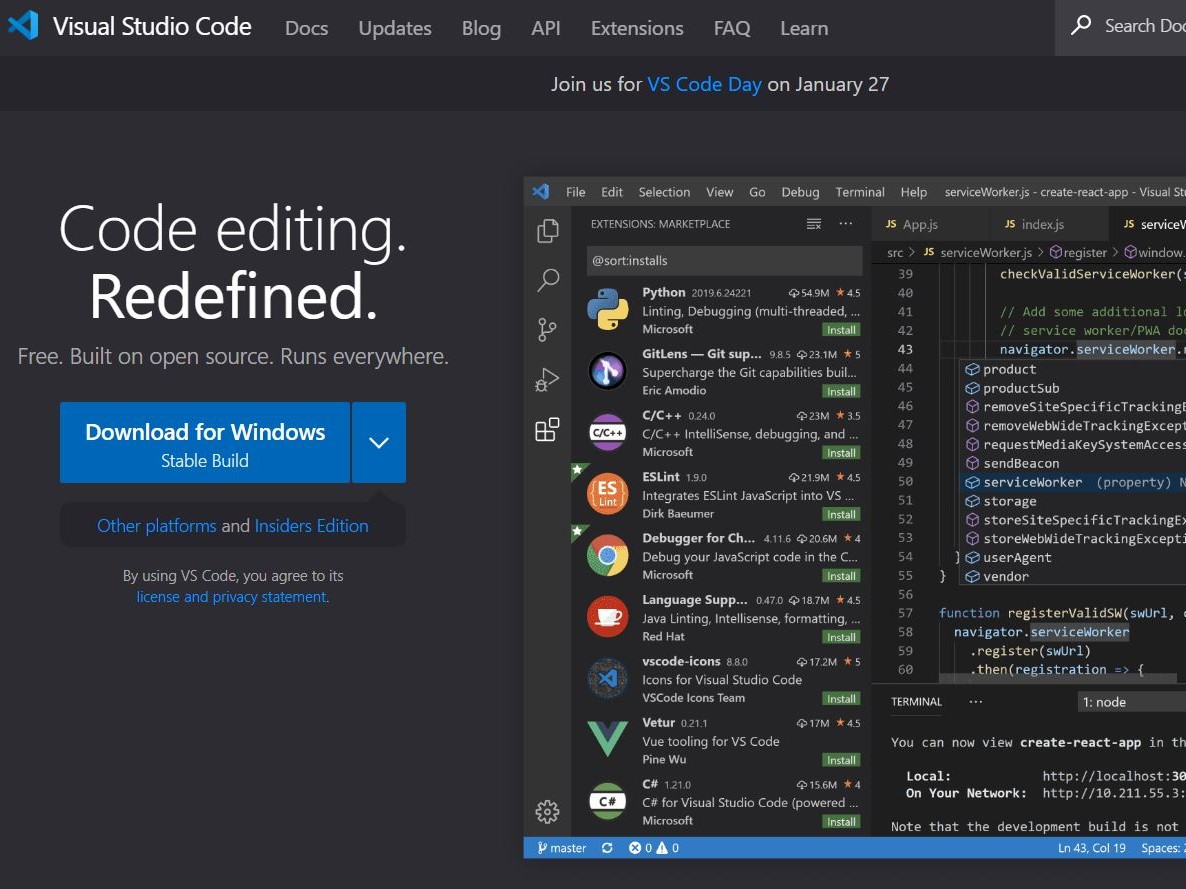 Visual Studio Code Docs Updates Blog API Extensions FAQ Learn Search
Join us for VS Code Day on January 27
Code editing.
Redefined.
Free. Built on open source. Runs everywhere.
Download for Windows
Stable Build
Other platforms and Insiders Edition
By using VS Code, you agree to its
license and privacy statement.
File Edit Selection View Go Debug Terminal Help serviceWorker.js - create-react-app - Visual
EXTENSIONS: MARKETPLACE ···
@sort:installs
Python 2019.6.24221 54.9M ★ 4.5
Linting, Debugging (multi-threaded, ...
Microsoft Install
GitLens — Git sup... 9.8.5 23.1M ★ 5
Supercharge the Git capabilities buil...
Eric Amodio Install
C/C++
C/C++ 0.24.0 23M ★ 3.5
C/C++ IntelliSense, debugging, and ...
Microsoft Install
ES
Lint
ESLint 1.9.0 21.9M ★ 4.5
Integrates ESLint JavaScript into VS ...
Dirk Baeumer Install
Debugger for Ch... 4.11.6 20.6M ★ 4
Debug your JavaScript code in the C...
Microsoft Install
Language Supp... 0.47.0 18.7M ★ 4.5
Java Linting, Intellisense, formatting, ...
Red Hat Install
vscode-icons 8.8.0 17.2M ★ 5
Icons for Visual Studio Code
VSCode Icons Team Install
Vetur 0.21.1 17M ★ 4.5
Vue tooling for VS Code
Pine Wu Install
C#
C# 1.21.0 15.6M ★ 4
C# for Visual Studio Code (powered ...
Microsoft Install
JS App.js JS index.js JS
src > JS serviceWorker.js > register > window.
39 checkValidServiceWorker(
40
41 // Add some additional
42 // service worker/PWA
43 navigator.serviceWorker.
44 product
45 productSub
46 removeSiteSpecificTracking
47 removeWebWideTrackingExcept
48 requestMediaKeySystemAccess
49 sendBeacon
50 serviceWorker (property)
51 storage
52 storeSiteSpecificTracking
53 storeWebWideTrackingExcepti
54 } userAgent
55 } vendor
56
57 function registerValidSW(swUrl,
58 navigator.serviceWorker
59 .register(swUrl)
60 .then(registration => {
TERMINAL ··· 1: node
You can now view create-react-app in
Local: http://localhost:30
On Your Network: http://10.211.55.3:
Note that the development build is not
master 0 0 Ln 43, Col 19 Spaces: